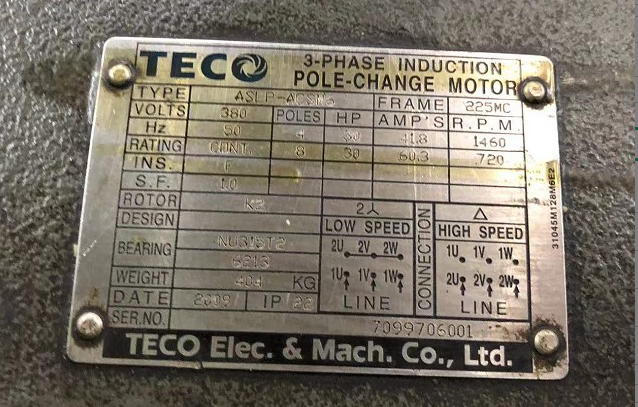 TECO 3-PHASE INDUCTION
POLE-CHANGE MOTOR
TYPE FRAME 225MC
VOLTS 380 POLES HP AMP'S R.P.M
Hz 50 4 30 41.8 1460
RATING CONT. 8 30 60.3 720
INS. F
S.F. 1.0
ROTOR K2
DESIGN
BEARING NU315T2
6213
WEIGHT 404 KG
DATE 2009 IP 22
SER.NO. 7099706001
2人 CONNECTION Δ
LOW SPEED HIGH SPEED
2U 2V 2W 1U 1V 1W
1U 1V 1W 2U 2V 2W
LINE LINE
31045M128M6E2
TECO Elec. & Mach. Co., Ltd.